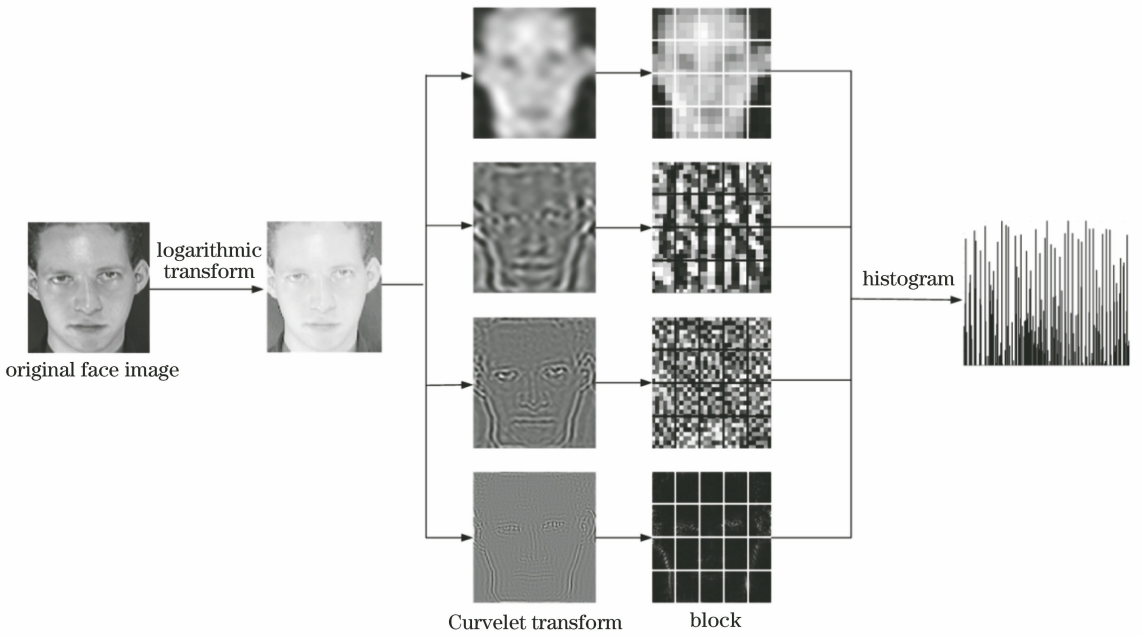 logarithmic
transform
original face image
histogram
Curvelet transform
block